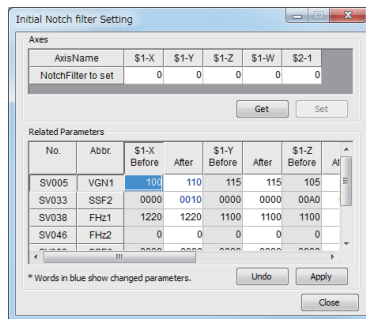 Initial Notch filter Setting
Axes
AxisName $1-X $1-Y $1-Z $1-W $2-1
NotchFilter to set 0 0 0 0 0
Get Set
Related Parameters
No. Abbr. $1-X Before After $1-Y Before After $1-Z Before Af
SV005 VGN1 100 110 115 115 105
SV033 SSF2 0000 0010 0000 0000 00A0
SV038 FHz1 1220 1220 1100 1100 1100
SV046 FHz2 0 0 0 0 0
* Words in blue show changed parameters. Undo Apply
Close